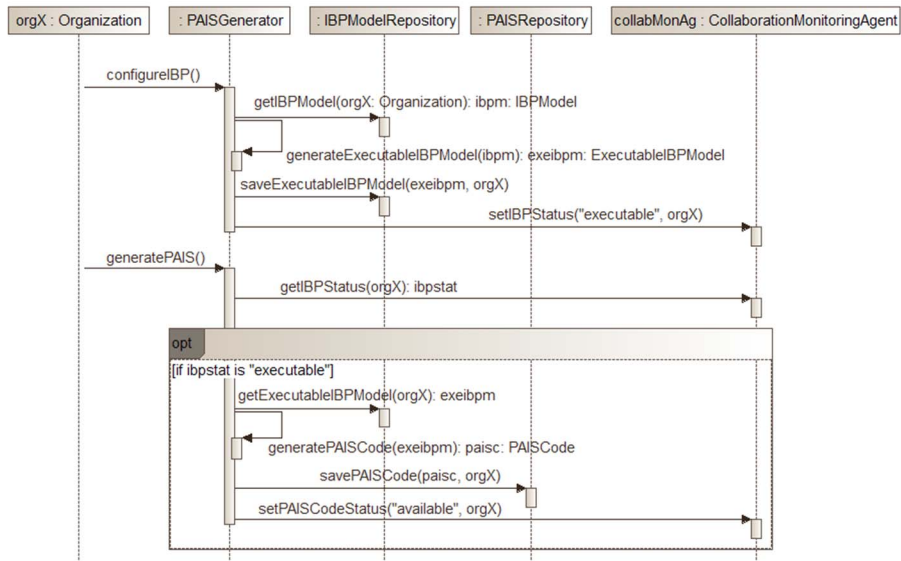 orgX : Organization
: PAISGenerator
: IBPModelRepository
: PAISRepository
collabMonAg : CollaborationMonitoringAgent
configureIBP()
getIBPModel(orgX: Organization): ibpm: IBPModel
generateExecutableIBPModel(ibpm): exeibpm: ExecutableIBPModel
saveExecutableIBPModel(exeibpm, orgX)
setIBPStatus("executable", orgX)
generatePAIS()
getIBPStatus(orgX): ibpstat
opt
[if ibpstat is "executable"]
getExecutableIBPModel(orgX): exeibpm
generatePAISCode(exeibpm): paisc: PAISCode
savePAISCode(paisc, orgX)
setPAISCodeStatus("available", orgX)